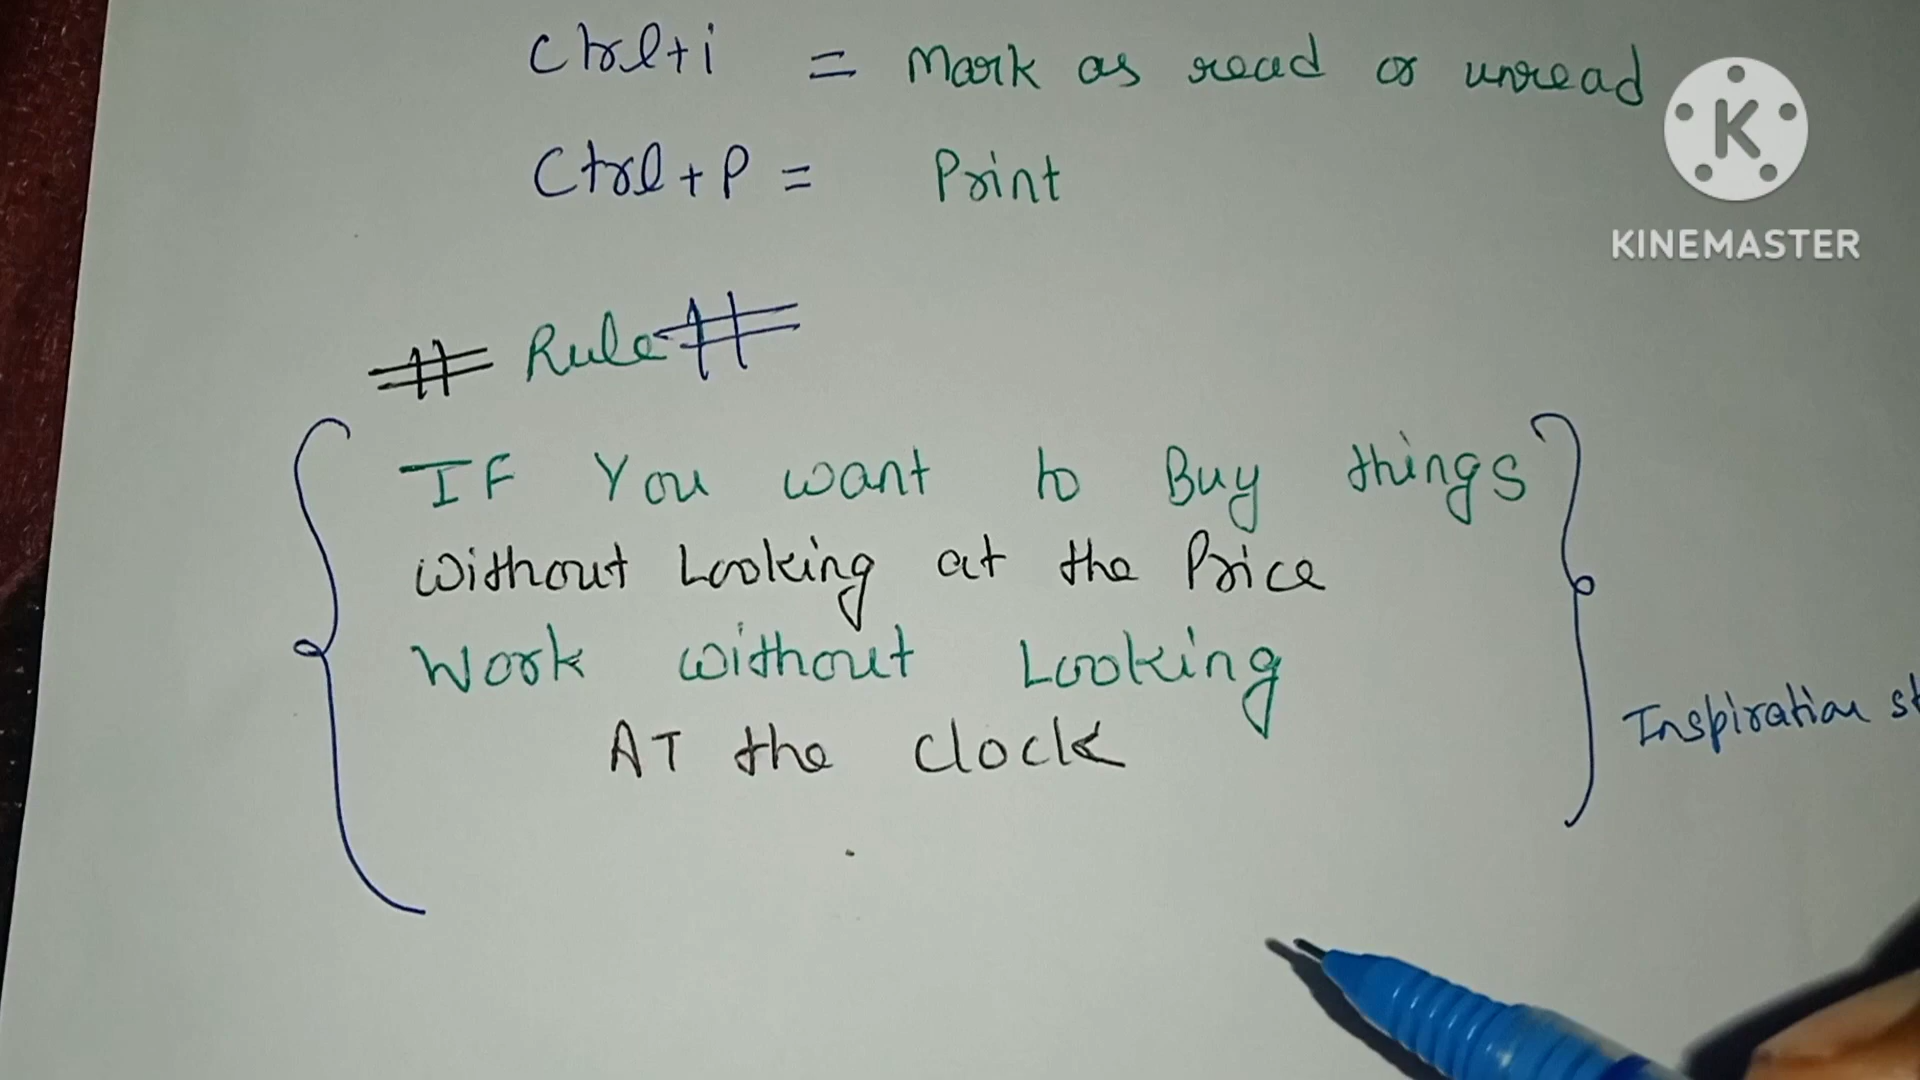 Ctrl+i = Mark as read or unread
Ctrl+P = Print
K
KINEMASTER
# Rule #
IF You want to Buy things
without Looking at the Price
Work without Looking
AT the clock
Inspiration